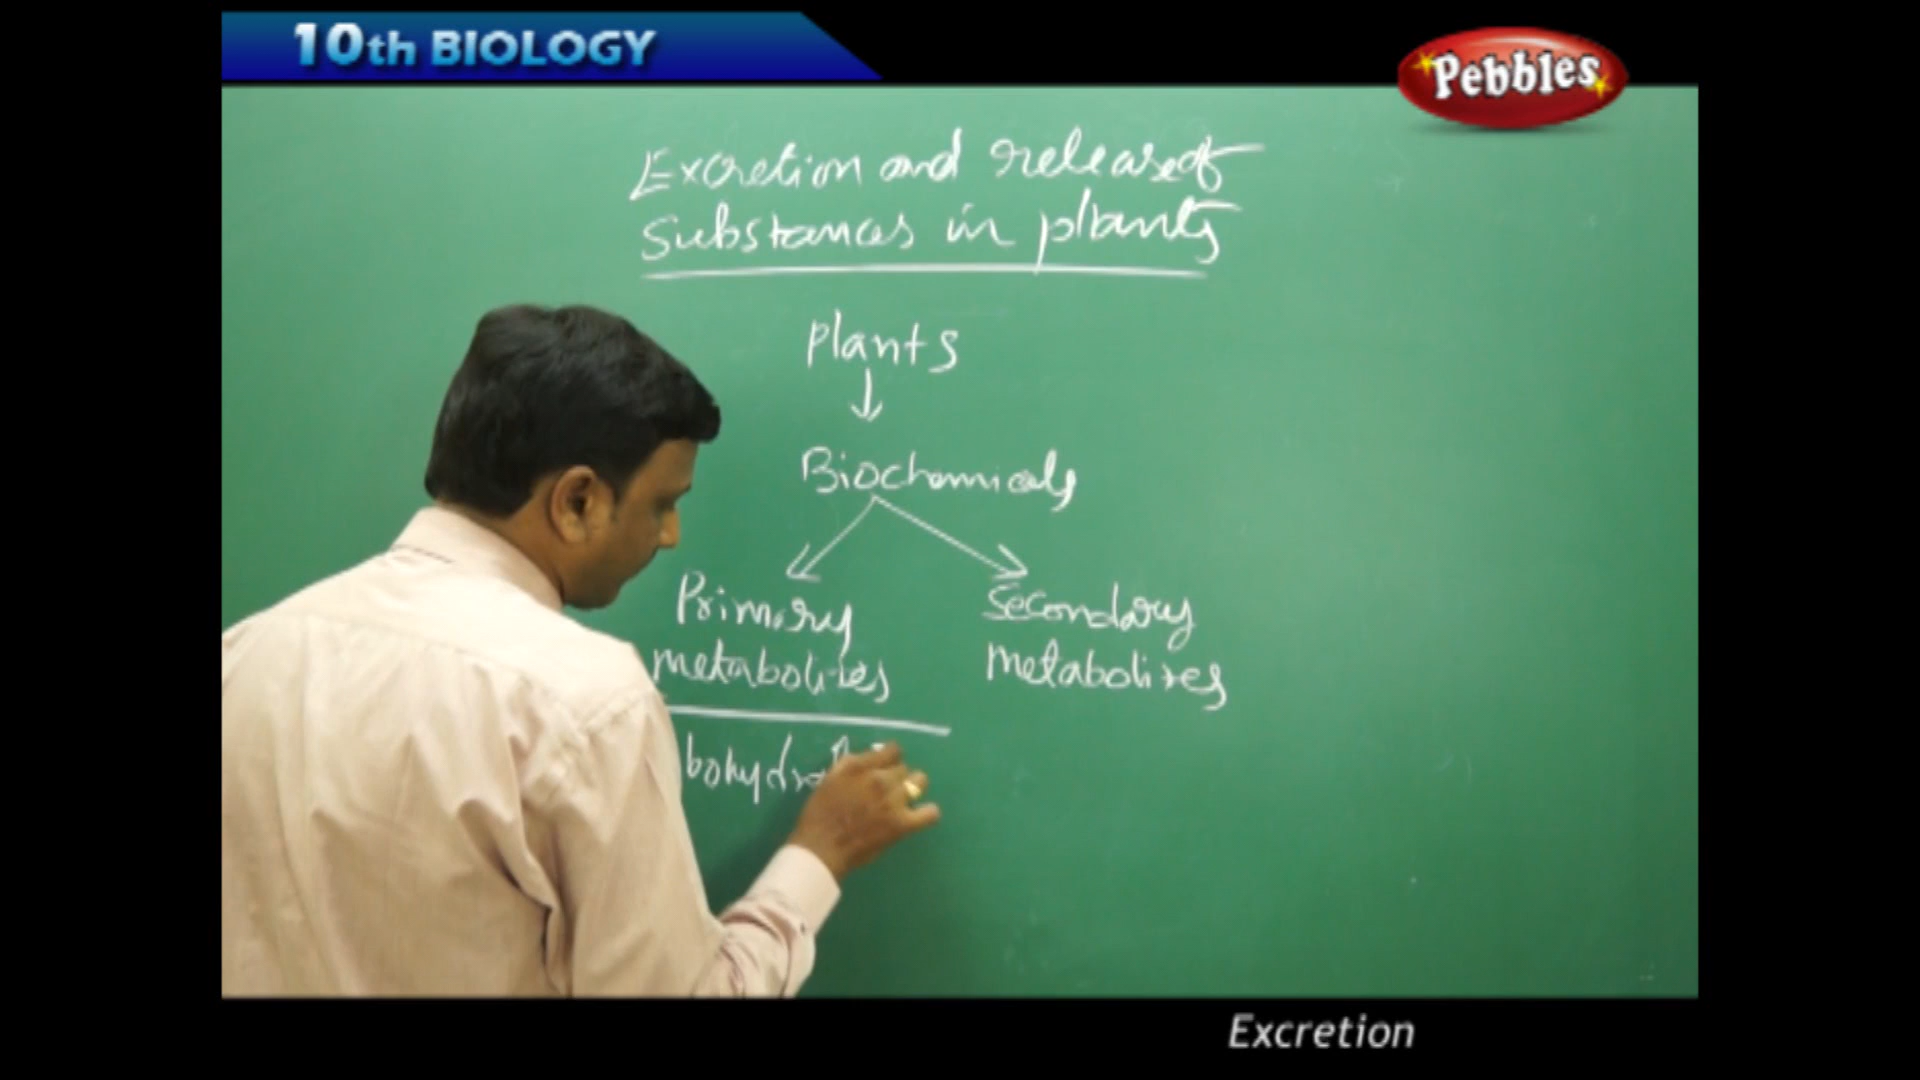 10th BIOLOGY
Pebbles
Excretion and release of
Substances in plants
Plants
Biochemicals
Primary
metabolites
Secondary
Metabolites
Excretion